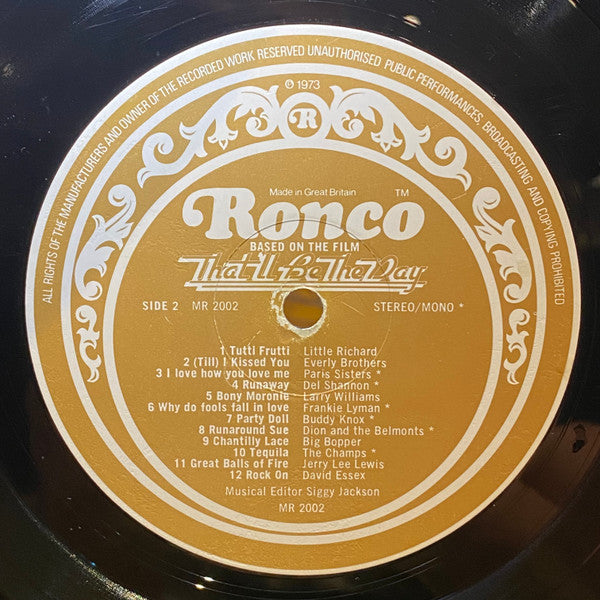 ALL RIGHTS OF THE MANUFACTURERS AND OWNER OF THE RECORDED WORK RESERVED UNAUTHORISED PUBLIC PERFORMANCES, BROADCASTING AND COPYING PROHIBITED
℗ 1973
R
Made in Great Britain
Ronco TM
BASED ON THE FILM
That'll Be The Day
SIDE 2 MR 2002 STEREO/MONO *
1 Tutti Frutti Little Richard
2 (Till) I Kissed You Everly Brothers
3 I love how you love me Paris Sisters *
4 Runaway Del Shannon *
5 Bony Moronie Larry Williams
6 Why do fools fall in love Frankie Lyman *
7 Party Doll Buddy Knox *
8 Runaround Sue Dion and the Belmonts *
9 Chantilly Lace Big Bopper
10 Tequila The Champs *
11 Great Balls of Fire Jerry Lee Lewis
12 Rock On David Essex
Musical Editor Siggy Jackson
MR 2002